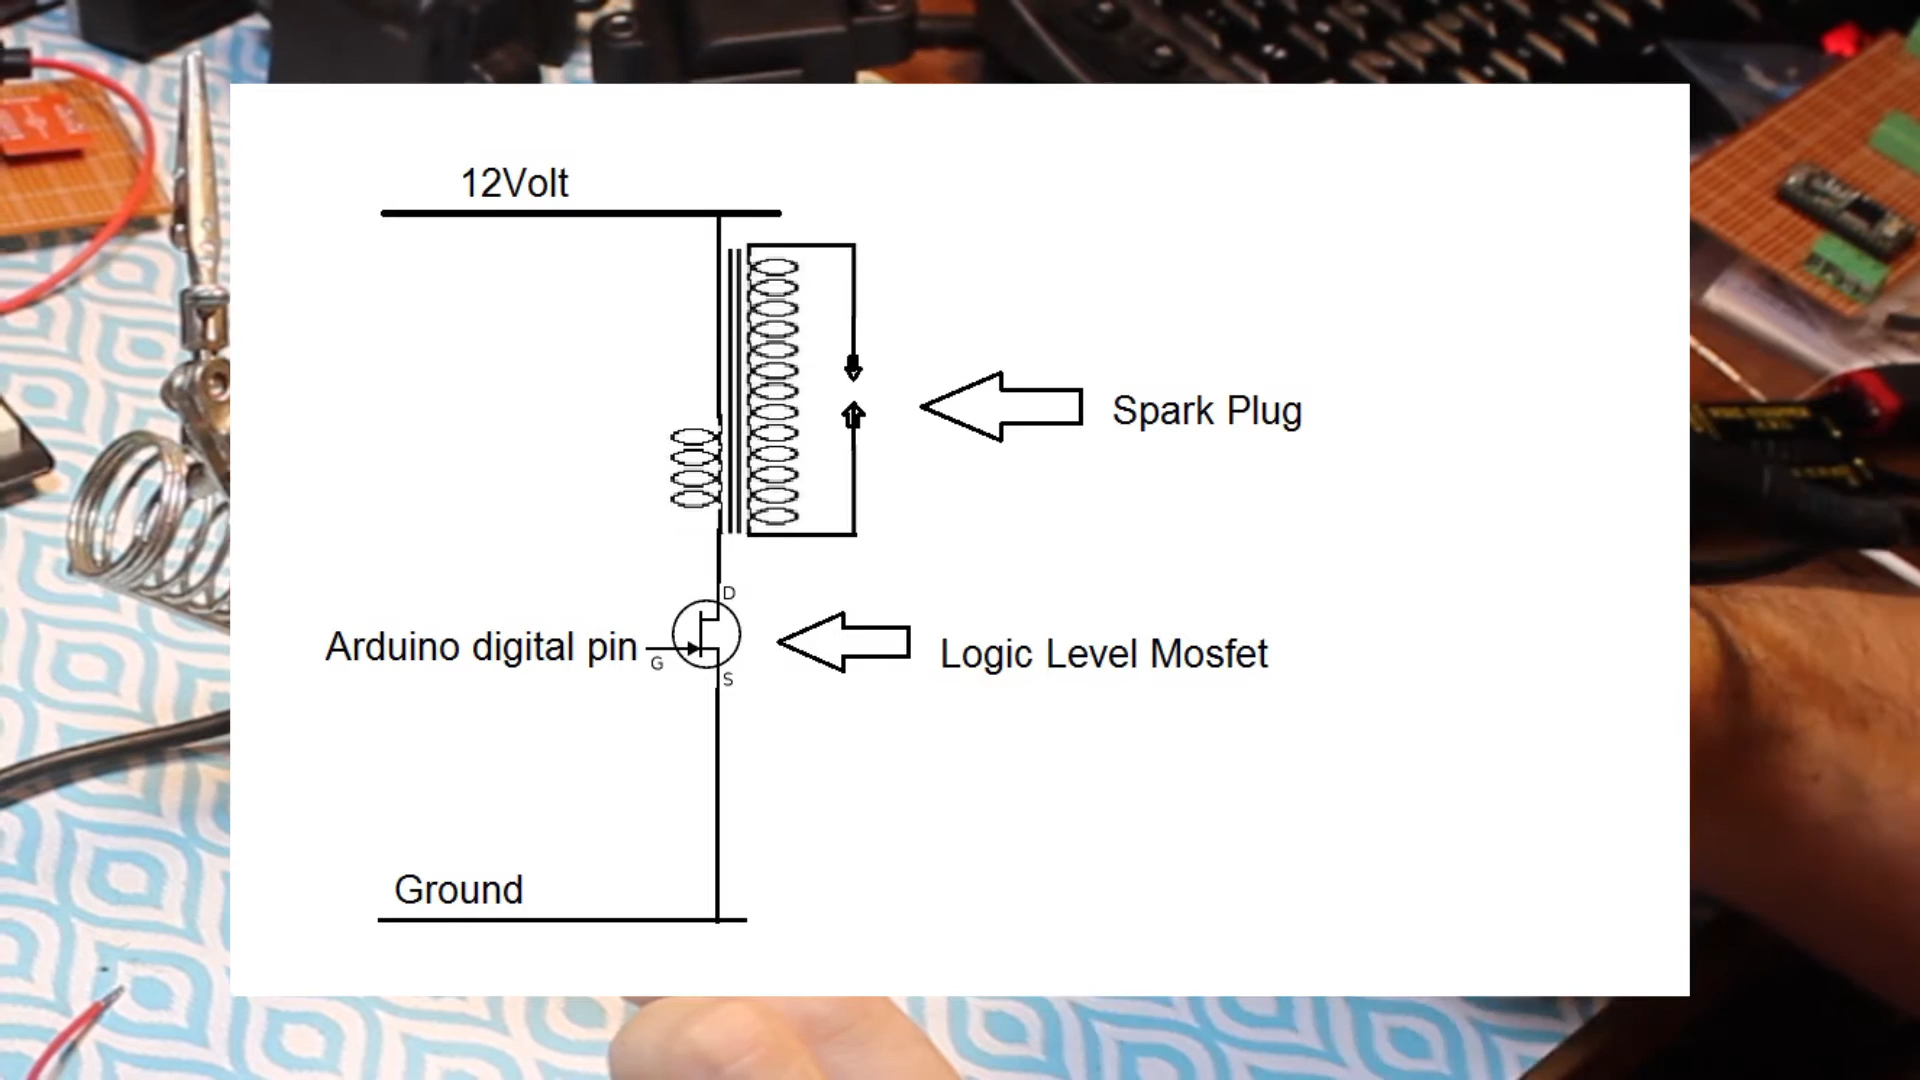 12Volt
Spark Plug
D
Arduino digital pin
G
Logic Level Mosfet
S
Ground